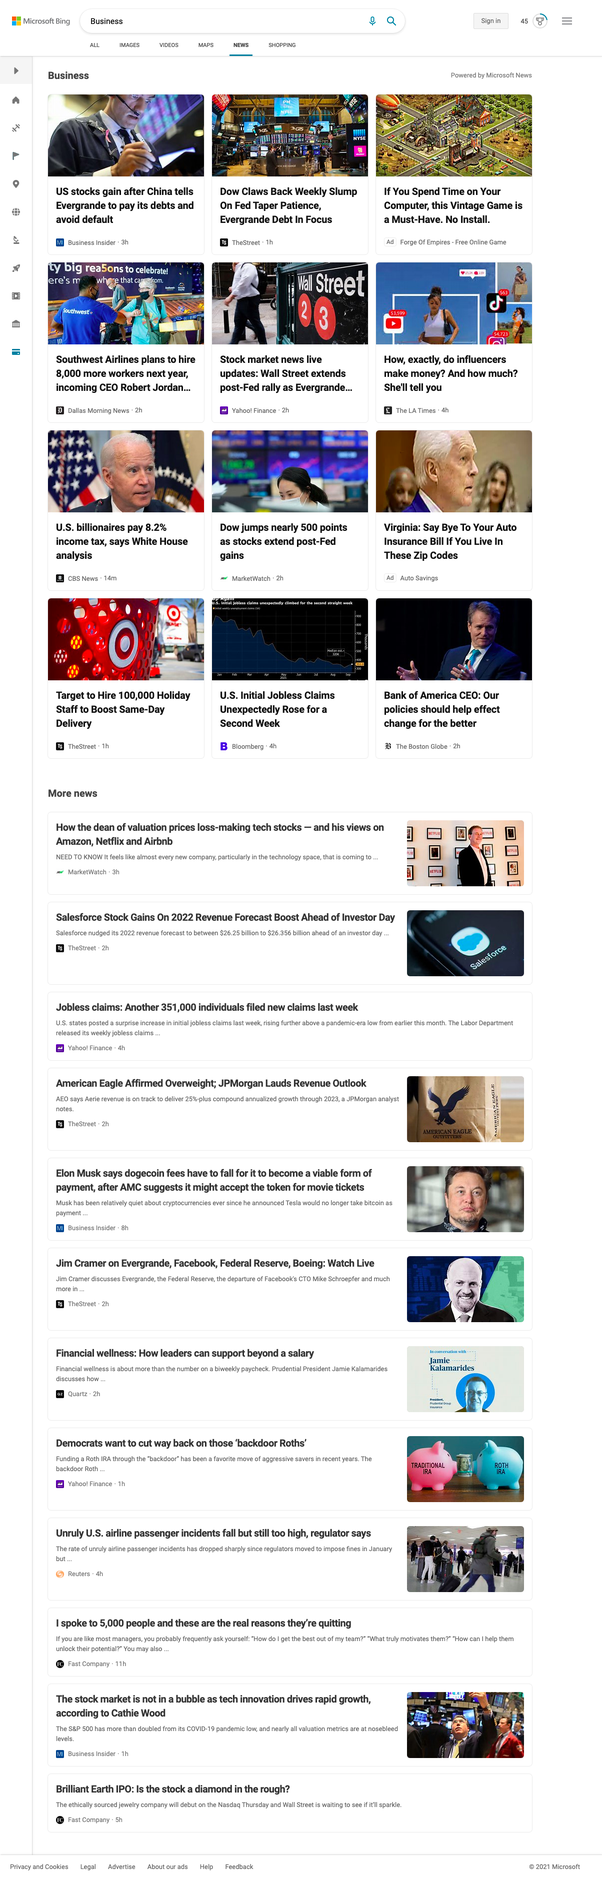 Microsoft Bing
Business
Sign in
45
ALL IMAGES VIDEOS MAPS NEWS SHOPPING
Business
Powered by Microsoft News
US stocks gain after China tells
Evergrande to pay its debts and
avoid default
Business Insider · 3h
Dow Claws Back Weekly Slump
On Fed Taper Patience,
Evergrande Debt In Focus
TheStreet · 1h
If You Spend Time on Your
Computer, this Vintage Game is
a Must-Have. No Install.
Ad Forge Of Empires - Free Online Game
ty big rea5ons to celebrate!
Southwest
Southwest Airlines plans to hire
8,000 more workers next year,
incoming CEO Robert Jordan...
Dallas Morning News · 2h
Wall Street
2 3
Stock market news live
updates: Wall Street extends
post-Fed rally as Evergrande...
Yahoo! Finance · 2h
How, exactly, do influencers
make money? And how much?
She'll tell you
The LA Times · 4h
U.S. billionaires pay 8.2%
income tax, says White House
analysis
CBS News · 14m
Dow jumps nearly 500 points
as stocks extend post-Fed
gains
MarketWatch · 2h
Virginia: Say Bye To Your Auto
Insurance Bill If You Live In
These Zip Codes
Ad Auto Savings
Target to Hire 100,000 Holiday
Staff to Boost Same-Day
Delivery
TheStreet · 1h
U.S. Initial jobless claims unexpectedly climbed for the second straight week
U.S. Initial Jobless Claims
Unexpectedly Rose for a
Second Week
Bloomberg · 4h
Bank of America CEO: Our
policies should help effect
change for the better
The Boston Globe · 2h
More news
How the dean of valuation prices loss-making tech stocks — and his views on
Amazon, Netflix and Airbnb
NEED TO KNOW It feels like almost every new company, particularly in the technology space, that is coming to ...
MarketWatch · 3h
Salesforce Stock Gains On 2022 Revenue Forecast Boost Ahead of Investor Day
Salesforce nudged its 2022 revenue forecast to between $26.25 billion to $26.356 billion ahead of an investor day ...
TheStreet · 2h
Salesforce
Jobless claims: Another 351,000 individuals filed new claims last week
U.S. states posted a surprise increase in initial jobless claims last week, rising further above a pandemic-era low from earlier this month. The Labor Department
released its weekly jobless claims ...
Yahoo! Finance · 4h
American Eagle Affirmed Overweight; JPMorgan Lauds Revenue Outlook
AEO says Aerie revenue is on track to deliver 25%-plus compound annualized growth through 2023, a JPMorgan analyst
notes.
TheStreet · 2h
AMERICAN EAGLE
OUTFITTERS
Elon Musk says dogecoin fees have to fall for it to become a viable form of
payment, after AMC suggests it might accept the token for movie tickets
Musk has been relatively quiet about cryptocurrencies ever since he announced Tesla would no longer take bitcoin as
payment ...
Business Insider · 8h
Jim Cramer on Evergrande, Facebook, Federal Reserve, Boeing: Watch Live
Jim Cramer discusses Evergrande, the Federal Reserve, the departure of Facebook's CTO Mike Schroepfer and much
more in ...
TheStreet · 2h
Financial wellness: How leaders can support beyond a salary
Financial wellness is about more than the number on a biweekly paycheck. Prudential President Jamie Kalamarides
discusses how ...
Quartz · 2h
In conversation with
Jamie
Kalamarides
Democrats want to cut way back on those 'backdoor Roths'
Funding a Roth IRA through the "backdoor" has been a favorite move of aggressive savers in recent years. The
backdoor Roth ...
Yahoo! Finance · 1h
TRADITIONAL
IRA
ROTH
IRA
Unruly U.S. airline passenger incidents fall but still too high, regulator says
The rate of unruly airline passenger incidents has dropped sharply since regulators moved to impose fines in January
but ...
Reuters · 4h
I spoke to 5,000 people and these are the real reasons they're quitting
If you are like most managers, you probably frequently ask yourself: "How do I get the best out of my team?" "What truly motivates them?" "How can I help them
unlock their potential?" You may also ...
Fast Company · 11h
The stock market is not in a bubble as tech innovation drives rapid growth,
according to Cathie Wood
The S&P 500 has more than doubled from its COVID-19 pandemic low, and nearly all valuation metrics are at nosebleed
levels.
Business Insider · 1h
Brilliant Earth IPO: Is the stock a diamond in the rough?
The ethically sourced jewelry company will debut on the Nasdaq Thursday and Wall Street is waiting to see if it'll sparkle.
Fast Company · 5h
Privacy and Cookies Legal Advertise About our ads Help Feedback
© 2021 Microsoft